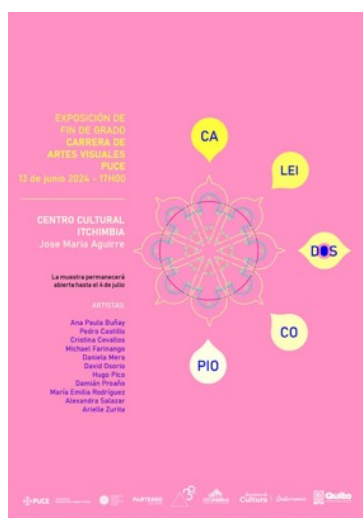 EXPOSICIÓN DE
FIN DE GRADO
CARRERA DE
ARTES VISUALES
PUCE
13 de junio 2024 - 17H00
CENTRO CULTURAL
ITCHIMBIA
Jose María Aguirre
La muestra permanecerá
abierta hasta el 4 de julio
ARTISTAS:
Ana Paula Buñay
Pedro Castillo
Cristina Cevallos
Michael Farinango
Daniela Mera
David Osorio
Hugo Pico
Damián Proaño
María Emilia Rodríguez
Alexandra Salazar
Arielle Zurita
CA
LEI
DOS
CO
PIO
PUCE
PARTERRE
Cultura
Quito